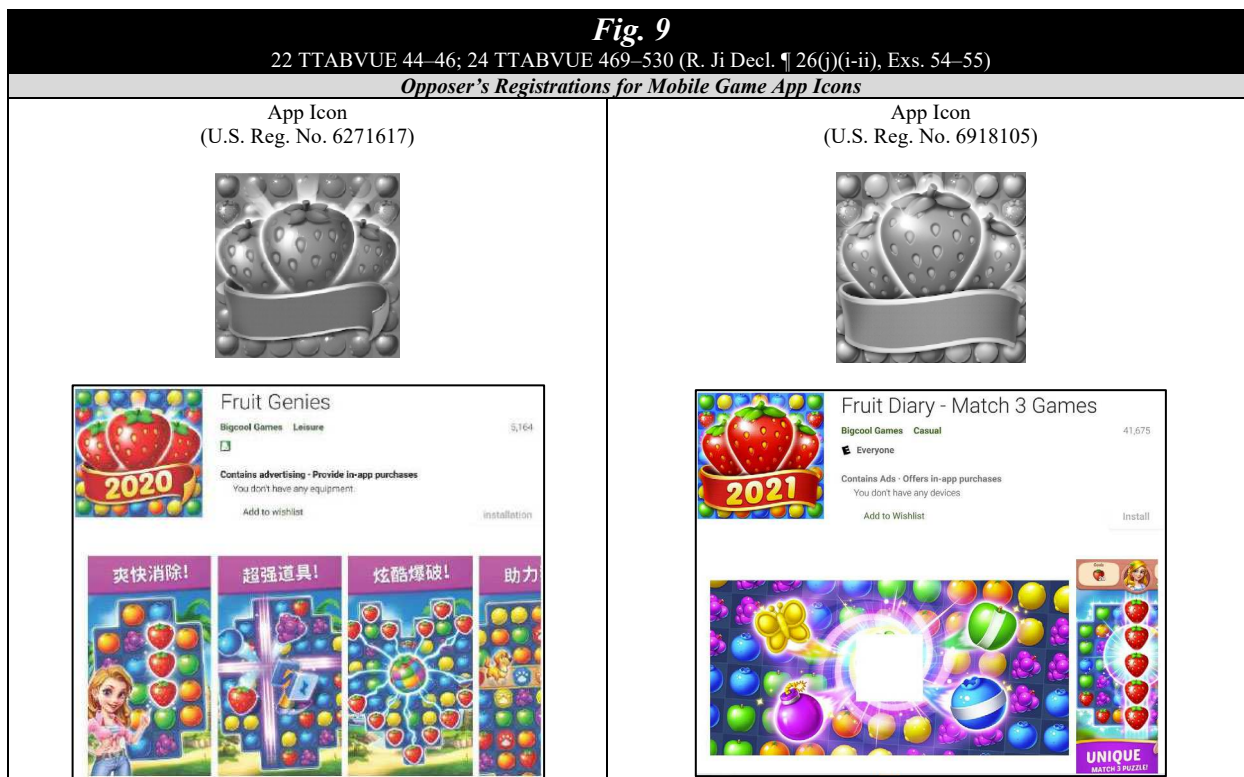 Fig. 9
22 TTABVUE 44–46; 24 TTABVUE 469–530 (R. Ji Decl. ¶ 26(j)(i-ii), Exs. 54–55)
Opposer’s Registrations for Mobile Game App Icons
App Icon
(U.S. Reg. No. 6271617)
2020
Fruit Genies
Bigcool Games Leisure
5,164
Contains advertising · Provide in-app purchases
You don't have any equipment.
Add to wishlist
installation
爽快消除!
超强道具!
炫酷爆破!
助力
App Icon
(U.S. Reg. No. 6918105)
2021
Fruit Diary - Match 3 Games
Bigcool Games Casual
41,675
E Everyone
Contains Ads · Offers in-app purchases
You don't have any devices
Add to Wishlist
Install
UNIQUE
MATCH 3 PUZZLE!